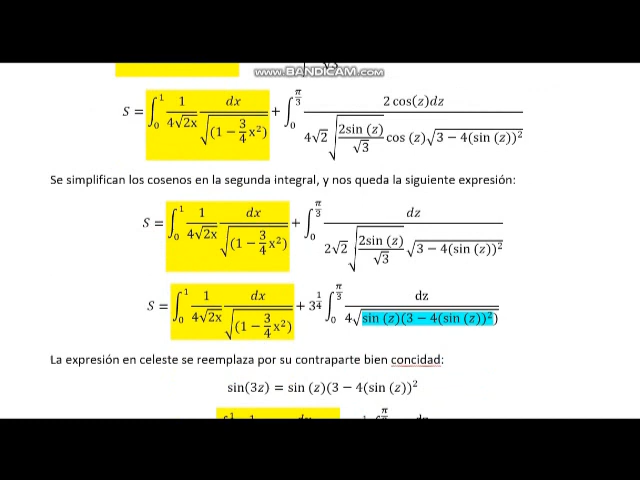 √3
www.BANDICAM.com
S = ∫₀¹ 1/(4√2x) dx/√((1 − 3/4 x²)) + ∫₀^(π/3) 2 cos(z)dz/(4√2 √(2sin (z)/√3) cos (z)√(3 − 4(sin (z))²))
Se simplifican los cosenos en la segunda integral, y nos queda la siguiente expresión:
S = ∫₀¹ 1/(4√2x) dx/√((1 − 3/4 x²)) + ∫₀^(π/3) dz/(2√2 √(2sin (z)/√3) √(3 − 4(sin (z))²))
S = ∫₀¹ 1/(4√2x) dx/√((1 − 3/4 x²)) + 3^(1/4) ∫₀^(π/3) dz/(4√(sin (z)(3 − 4(sin (z))²)))
La expresión en celeste se reemplaza por su contraparte bien concidad:
sin(3z) = sin (z)(3 − 4(sin (z))²